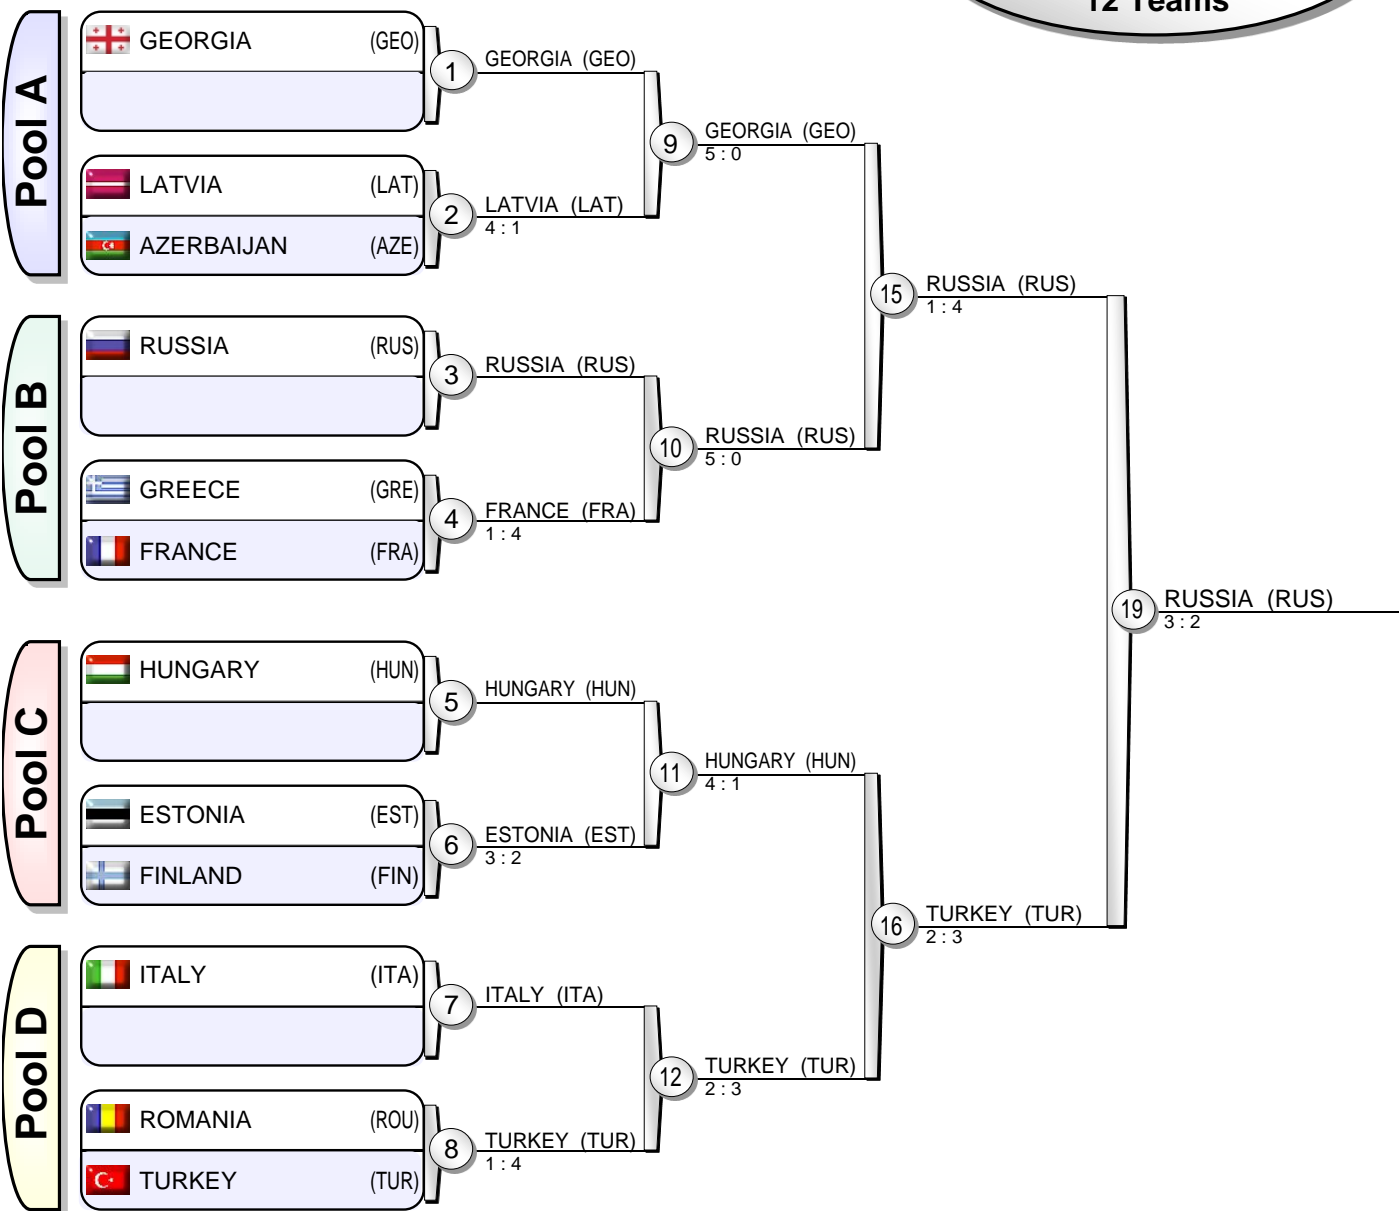 12 Teams
Pool A
GEORGIA (GEO)
1
GEORGIA (GEO)
LATVIA (LAT)
AZERBAIJAN (AZE)
2
LATVIA (LAT)
4 : 1
9
GEORGIA (GEO)
5 : 0
Pool B
RUSSIA (RUS)
3
RUSSIA (RUS)
GREECE (GRE)
FRANCE (FRA)
4
FRANCE (FRA)
1 : 4
10
RUSSIA (RUS)
5 : 0
15
RUSSIA (RUS)
1 : 4
Pool C
HUNGARY (HUN)
5
HUNGARY (HUN)
ESTONIA (EST)
FINLAND (FIN)
6
ESTONIA (EST)
3 : 2
11
HUNGARY (HUN)
4 : 1
Pool D
ITALY (ITA)
7
ITALY (ITA)
ROMANIA (ROU)
TURKEY (TUR)
8
TURKEY (TUR)
1 : 4
12
TURKEY (TUR)
2 : 3
16
TURKEY (TUR)
2 : 3
19
RUSSIA (RUS)
3 : 2